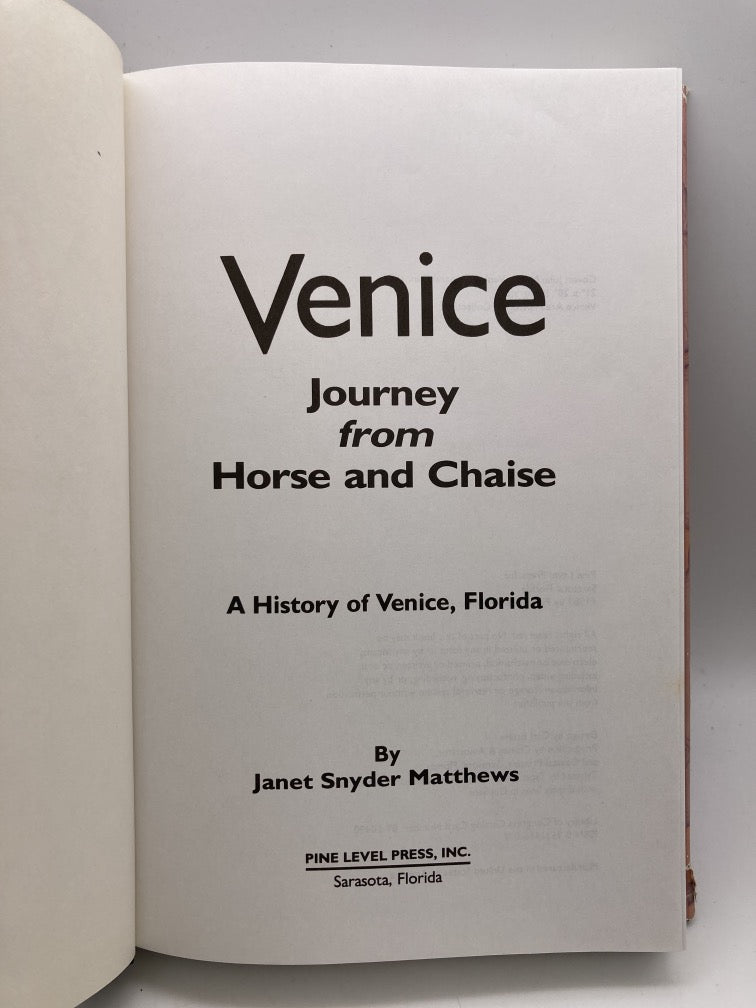 Venice
Journey
from
Horse and Chaise
A History of Venice, Florida
By
Janet Snyder Matthews
PINE LEVEL PRESS, INC.
Sarasota, Florida